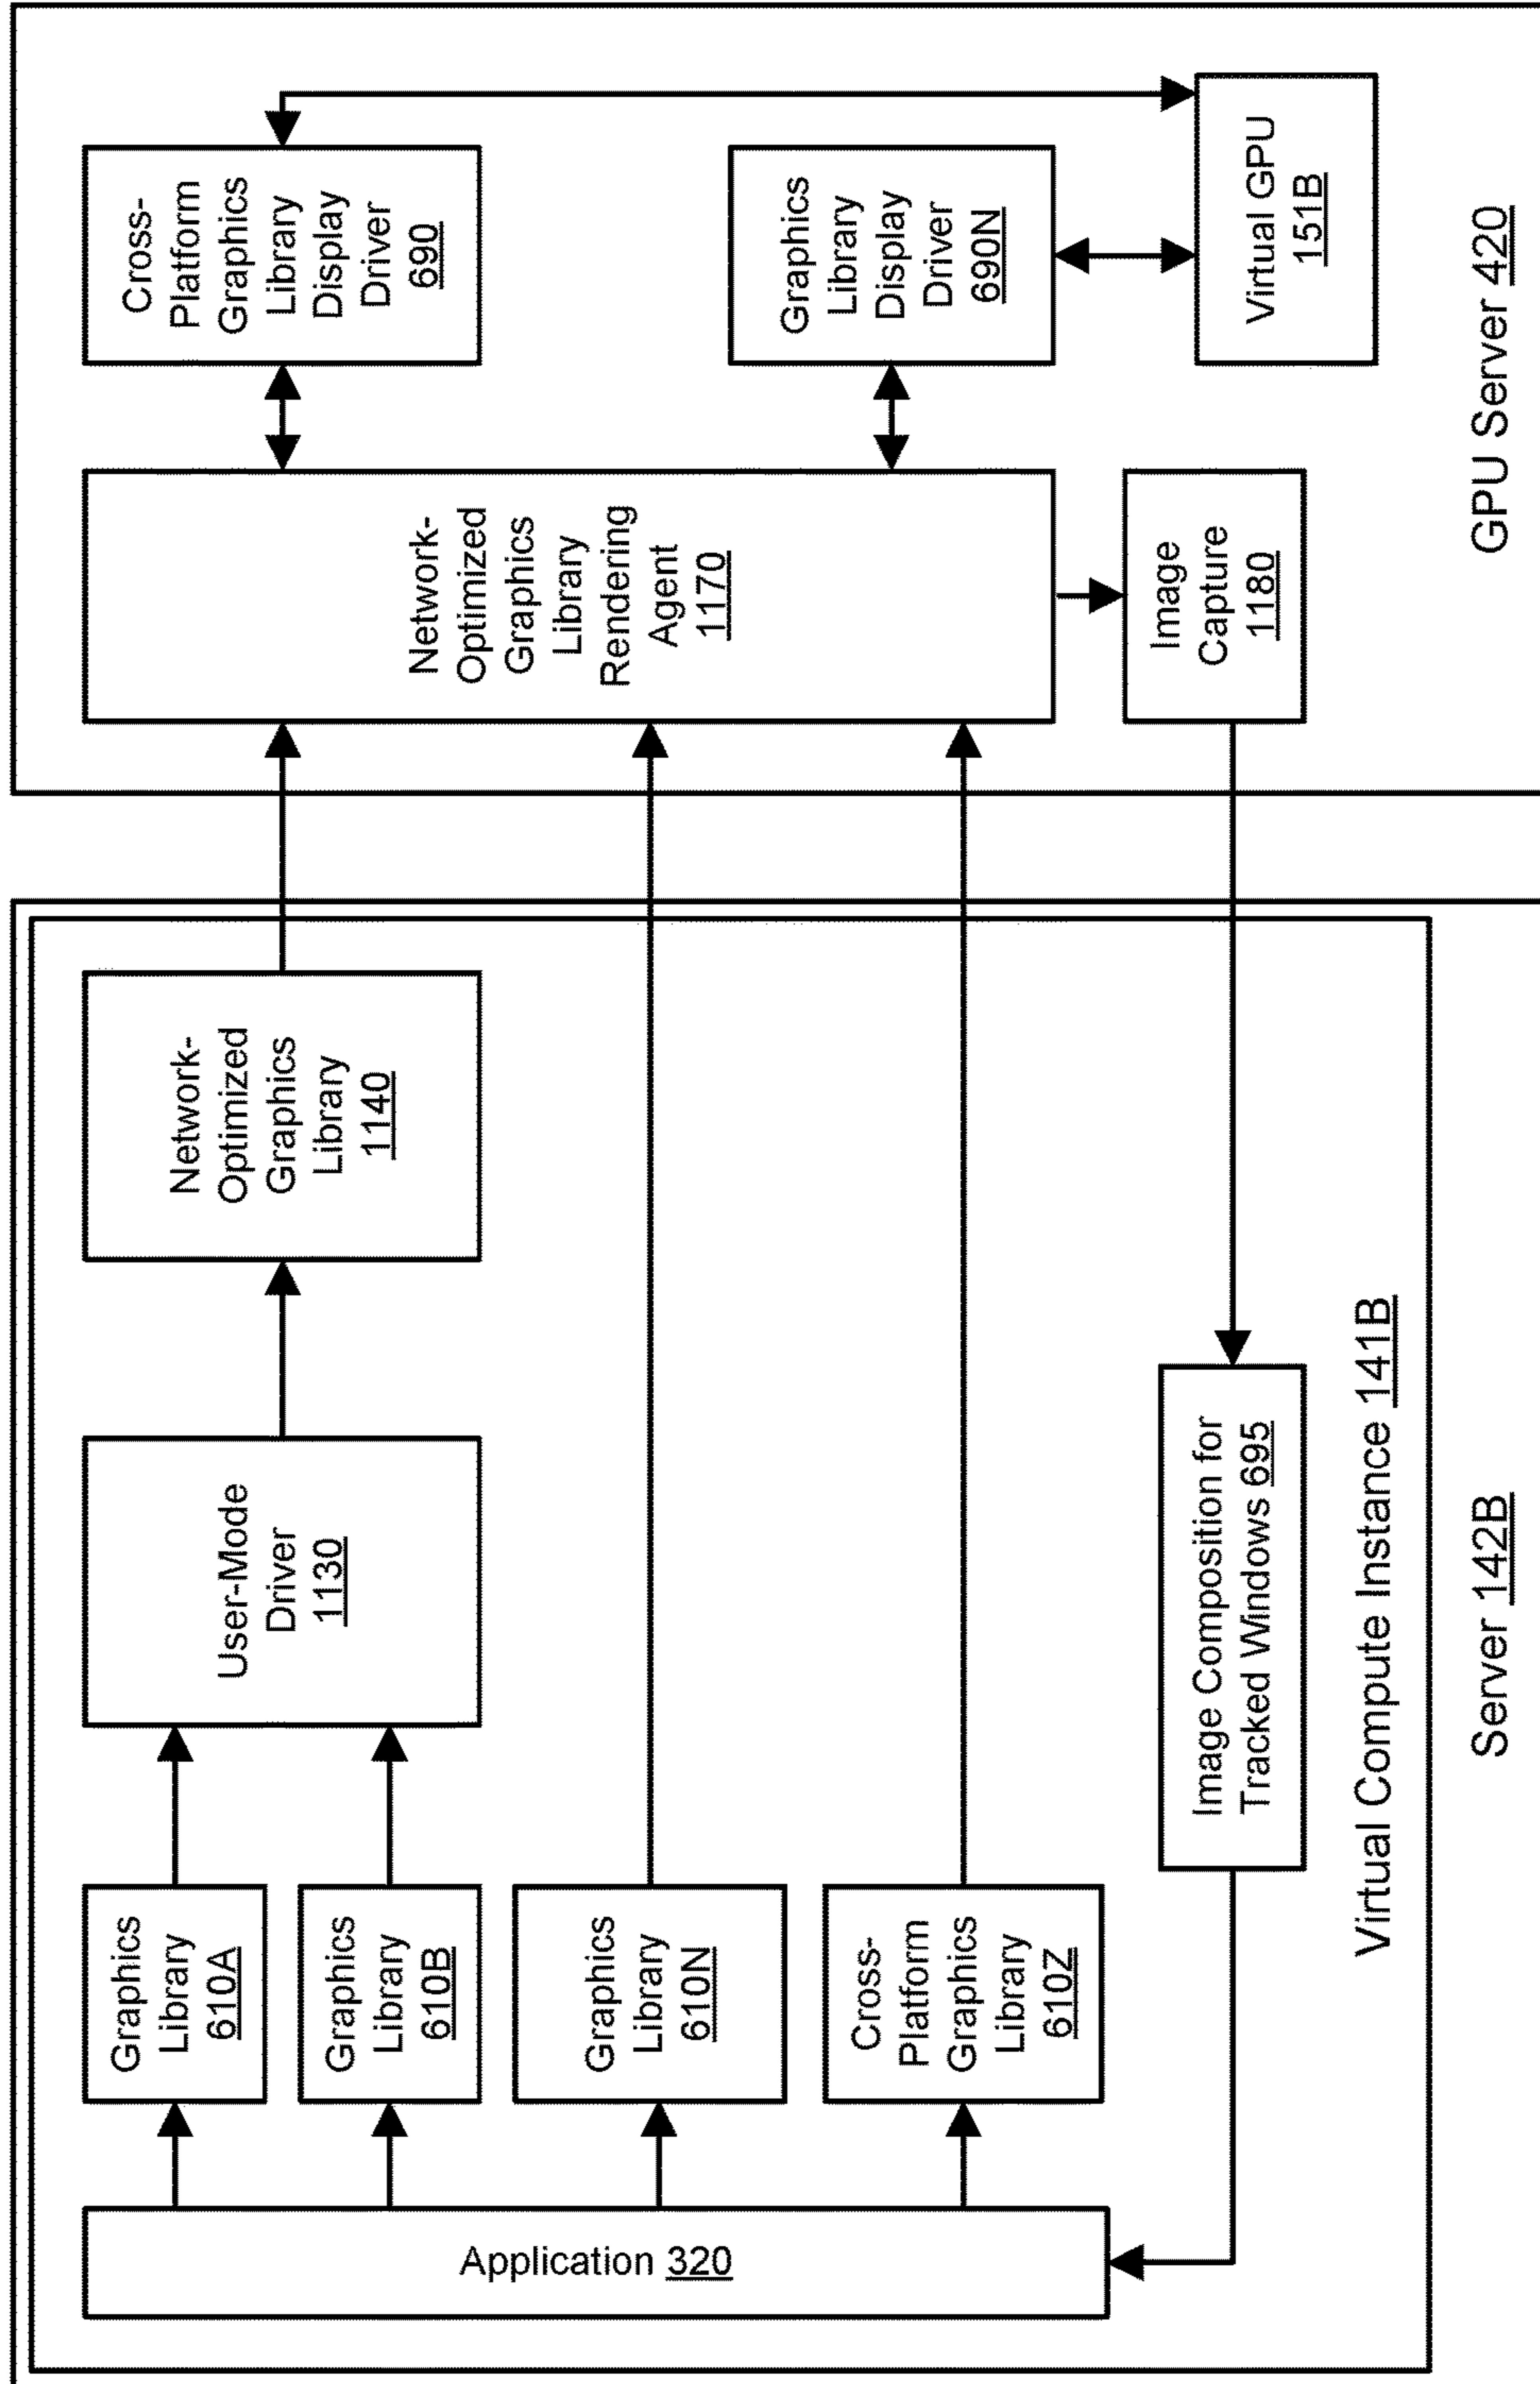 Application 320
Graphics
Library
610A
Graphics
Library
610B
Graphics
Library
610N
Cross-
Platform
Graphics
Library
610Z
User-Mode
Driver
1130
Network-
Optimized
Graphics
Library
1140
Image Composition for
Tracked Windows 695
Virtual Compute Instance 141B
Server 142B
Network-
Optimized
Graphics
Library
Rendering
Agent
1170
Image
Capture
1180
Cross-
Platform
Graphics
Library
Display
Driver
690
Graphics
Library
Display
Driver
690N
Virtual GPU
151B
GPU Server 420